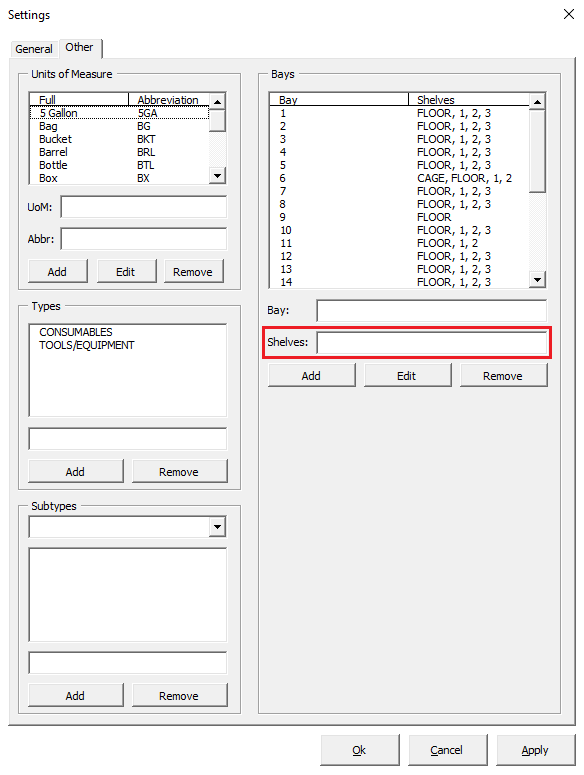 Settings
General Other
Units of Measure
Full Abbreviation
5 Gallon 5GA
Bag BG
Bucket BKT
Barrel BRL
Bottle BTL
Box BX
UoM:
Abbr:
Add Edit Remove
Types
CONSUMABLES
TOOLS/EQUIPMENT
Add Remove
Subtypes
Add Remove
Bays
Bay Shelves
1 FLOOR, 1, 2, 3
2 FLOOR, 1, 2, 3
3 FLOOR, 1, 2, 3
4 FLOOR, 1, 2, 3
5 FLOOR, 1, 2, 3
6 CAGE, FLOOR, 1, 2
7 FLOOR, 1, 2, 3
8 FLOOR, 1, 2, 3
9 FLOOR
10 FLOOR, 1, 2, 3
11 FLOOR, 1, 2
12 FLOOR, 1, 2, 3
13 FLOOR, 1, 2, 3
14 FLOOR, 1, 2, 3
Bay:
Shelves:
Add Edit Remove
Ok Cancel Apply